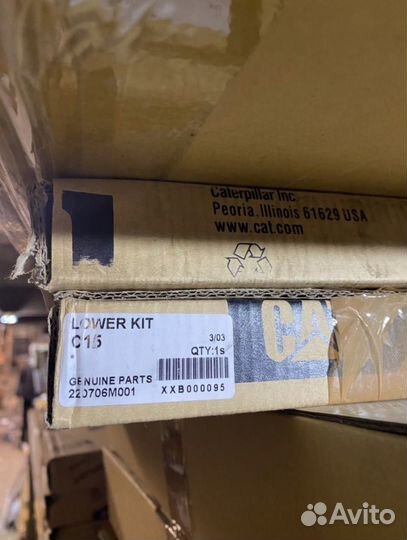 Caterpillar Inc
Peoria, Illinois 61629 USA
www.cat.com
LOWER KIT
C15
3/03
QTY:1s
GENUINE PARTS
220706M001
XXB000095
CAT
Avito